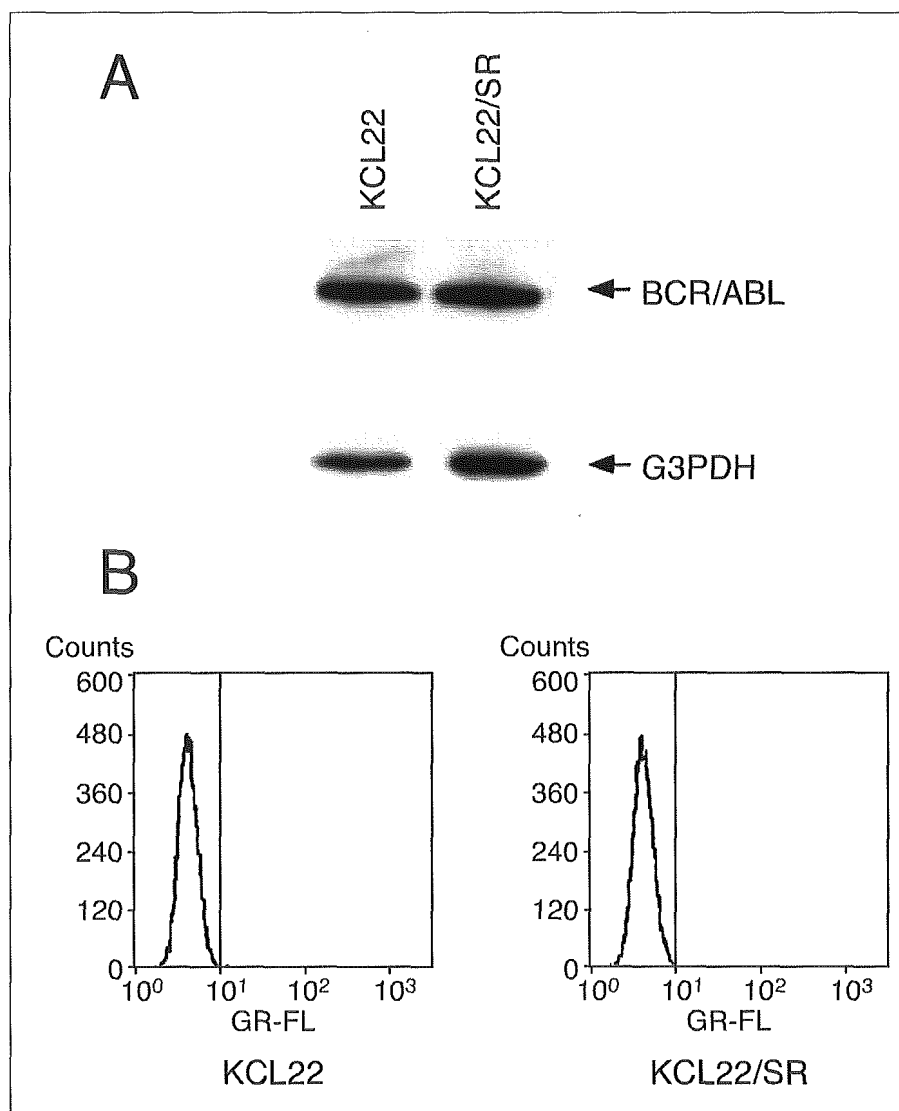 A
KCL22
KCL22/SR
BCR/ABL
G3PDH
B
Counts
600
480
360
240
120
0
10⁰ 10¹ 10² 10³
GR-FL
KCL22
Counts
600
480
360
240
120
0
10⁰ 10¹ 10² 10³
GR-FL
KCL22/SR